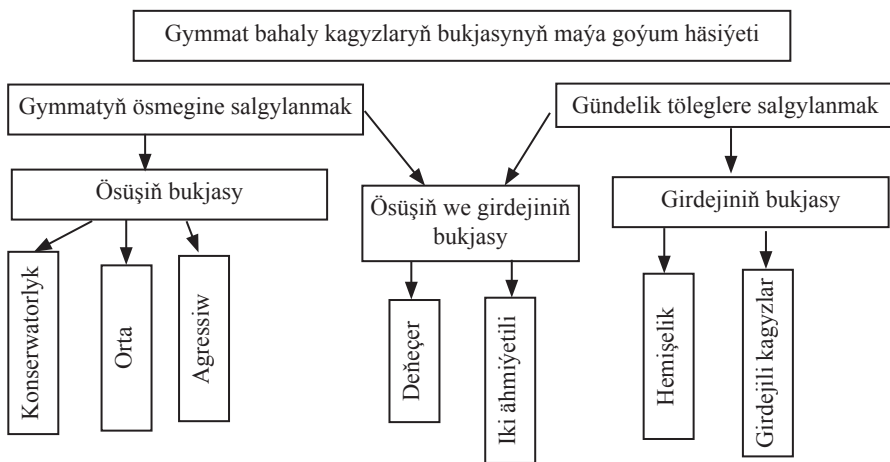 Gymmat bahaly kagyzlaryň bukjasynyň maýa goýum häsiýeti
Gymmatyň ösmegine salgylanmak
Gündelik töleglere salgylanmak
Ösüşiň bukjasy
Ösüşiň we girdejiniň
bukjasy
Girdejiniň bukjasy
Konserwatorlyk
Orta
Agressiw
Deňeçer
Iki ähmiýetili
Hemişelik
Girdejili kagyzlar